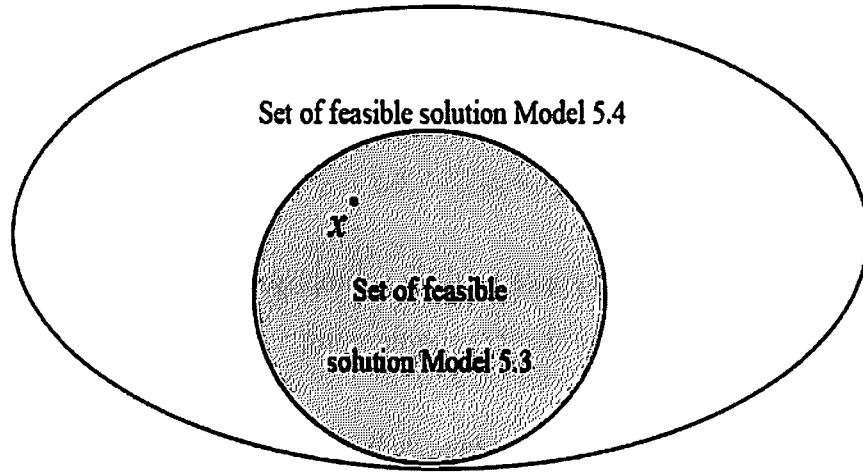 Set of feasible solution Model 5.4
x
Set of feasible
solution Model 5.3